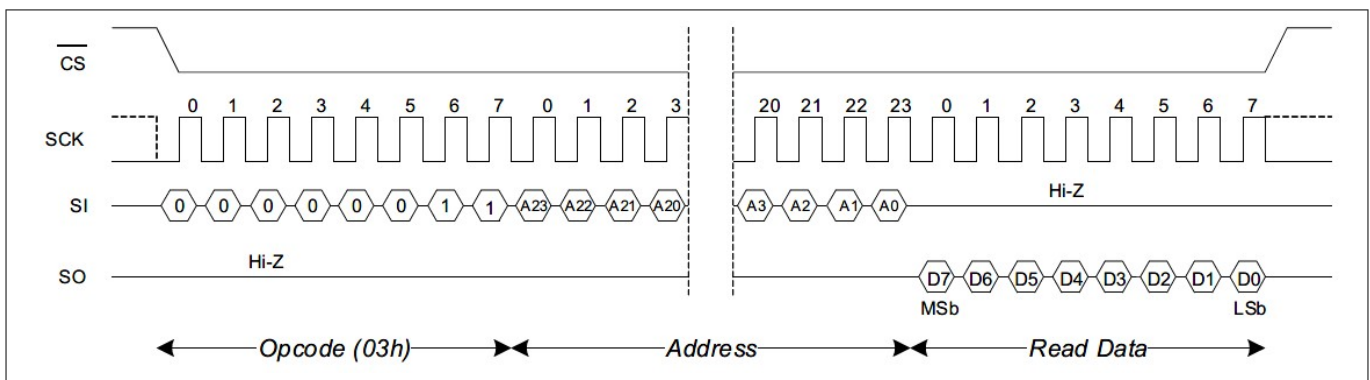 CS
0 1 2 3 4 5 6 7 0 1 2 3 20 21 22 23 0 1 2 3 4 5 6 7
SCK
Hi-Z
SI 0 0 0 0 0 0 1 1 A23 A22 A21 A20 A3 A2 A1 A0
Hi-Z
SO D7 D6 D5 D4 D3 D2 D1 D0
MSb LSb
Opcode (03h) Address Read Data